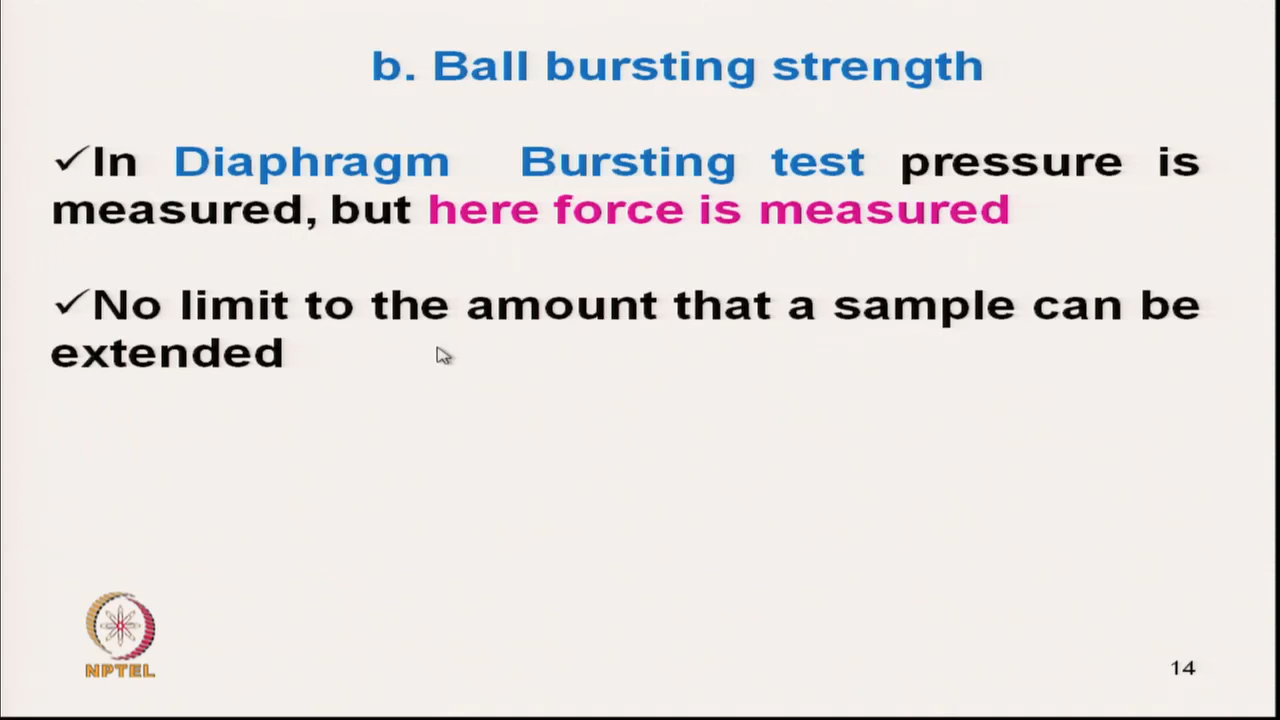 b. Ball bursting strength
✓In Diaphragm Bursting test pressure is
measured, but here force is measured
✓No limit to the amount that a sample can be
extended
NPTEL
14